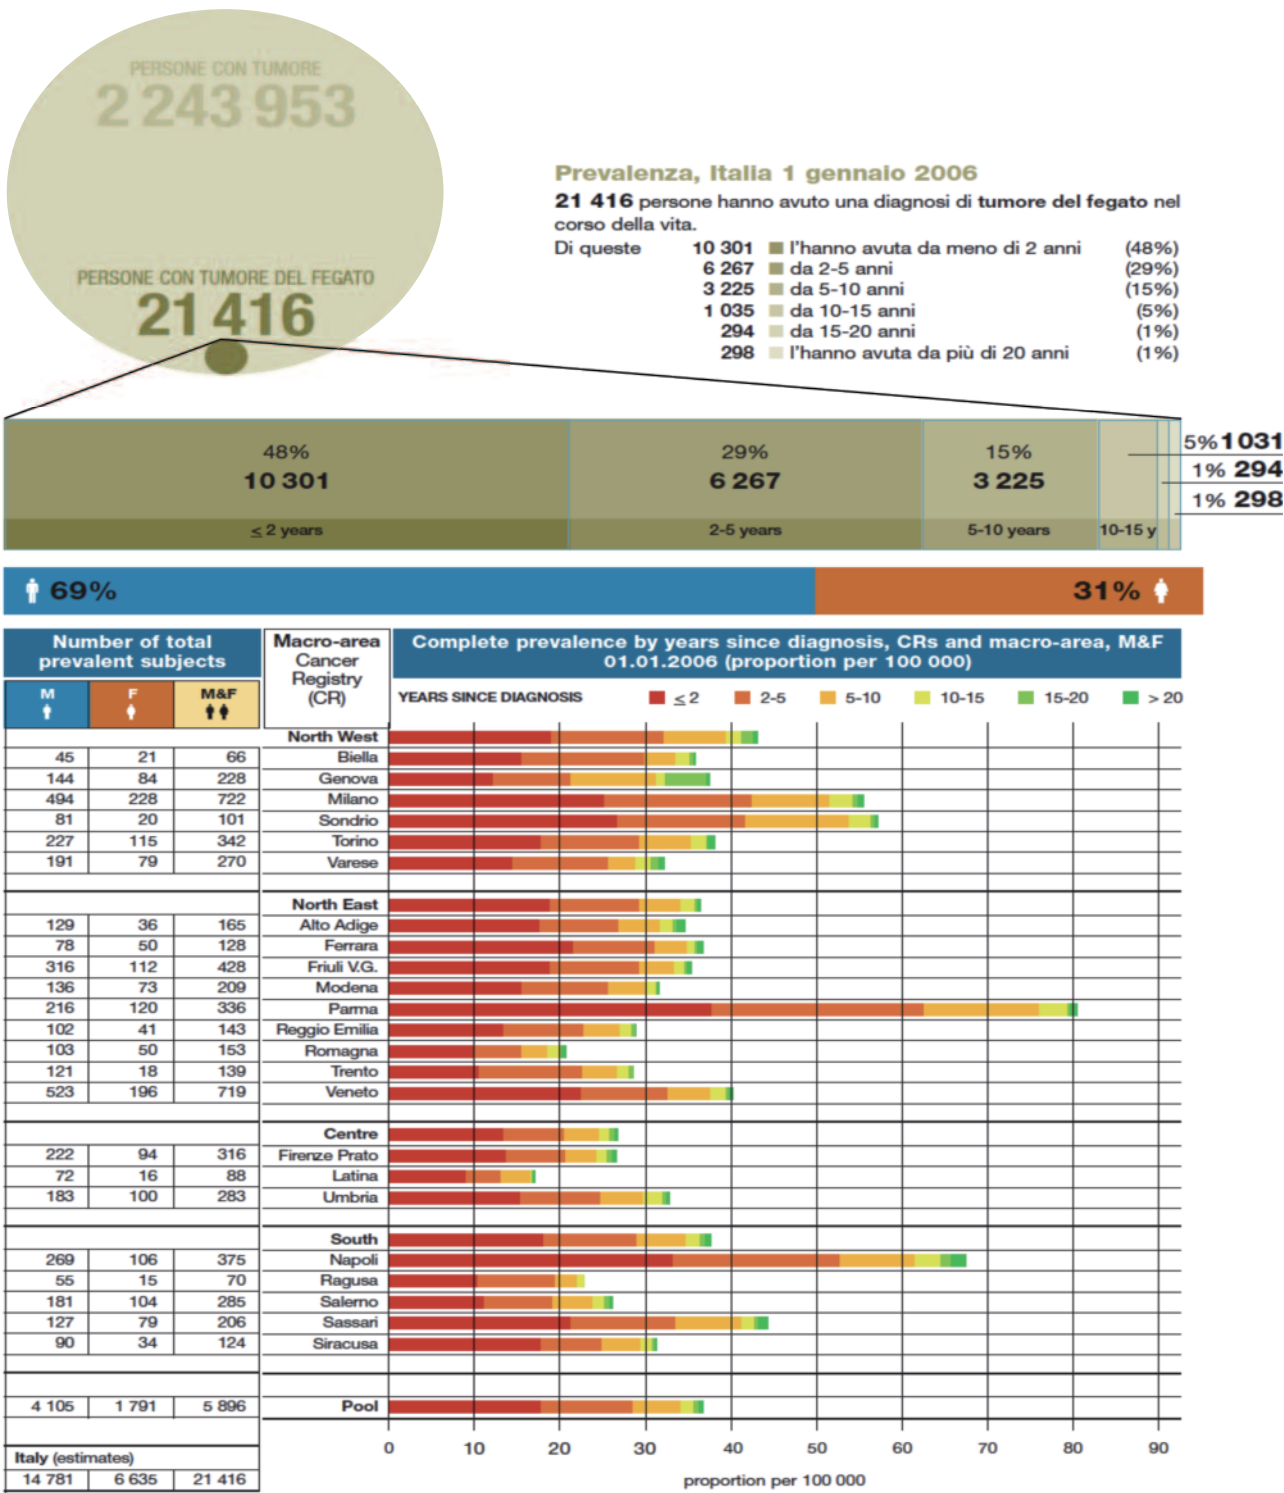 PERSONE CON TUMORE
2 243 953
PERSONE CON TUMORE DEL FEGATO
21 416
Prevalenza, Italia 1 gennaio 2006
21 416 persone hanno avuto una diagnosi di tumore del fegato nel
corso della vita.
Di queste 10 301 l'hanno avuta da meno di 2 anni (48%)
6 267 da 2-5 anni (29%)
3 225 da 5-10 anni (15%)
1 035 da 10-15 anni (5%)
294 da 15-20 anni (1%)
298 l'hanno avuta da più di 20 anni (1%)
48% 29% 15% 5% 1031
10 301 6 267 3 225 1% 294
1% 298
≤ 2 years 2-5 years 5-10 years 10-15 y
69% 31%
Number of total
prevalent subjects
M F M&F
Macro-area
Cancer
Registry
(CR)
Complete prevalence by years since diagnosis, CRs and macro-area, M&F
01.01.2006 (proportion per 100 000)
YEARS SINCE DIAGNOSIS ≤ 2 2-5 5-10 10-15 15-20 > 20
North West
45 21 66 Biella
144 84 228 Genova
494 228 722 Milano
81 20 101 Sondrio
227 115 342 Torino
191 79 270 Varese
North East
129 36 165 Alto Adige
78 50 128 Ferrara
316 112 428 Friuli V.G.
136 73 209 Modena
216 120 336 Parma
102 41 143 Reggio Emilia
103 50 153 Romagna
121 18 139 Trento
523 196 719 Veneto
Centre
222 94 316 Firenze Prato
72 16 88 Latina
183 100 283 Umbria
South
269 106 375 Napoli
55 15 70 Ragusa
181 104 285 Salerno
127 79 206 Sassari
90 34 124 Siracusa
4 105 1 791 5 896 Pool
0 10 20 30 40 50 60 70 80 90
proportion per 100 000
Italy (estimates)
14 781 6 635 21 416